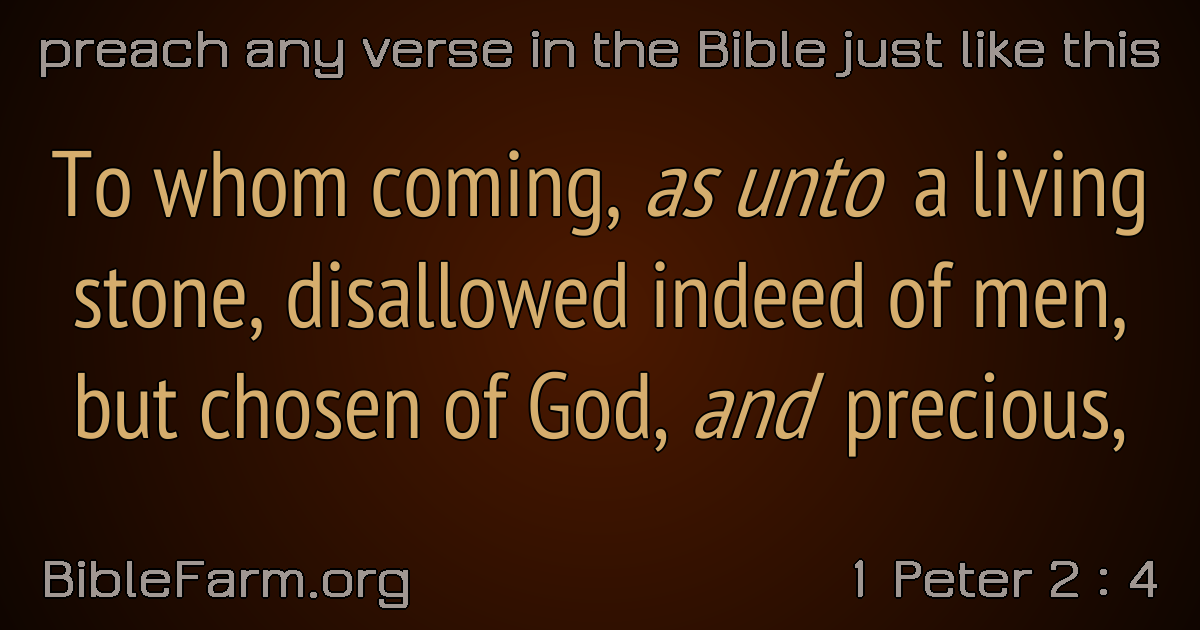 preach any verse in the Bible just like this
To whom coming, as unto a living
stone, disallowed indeed of men,
but chosen of God, and precious,
BibleFarm.org
1 Peter 2 : 4